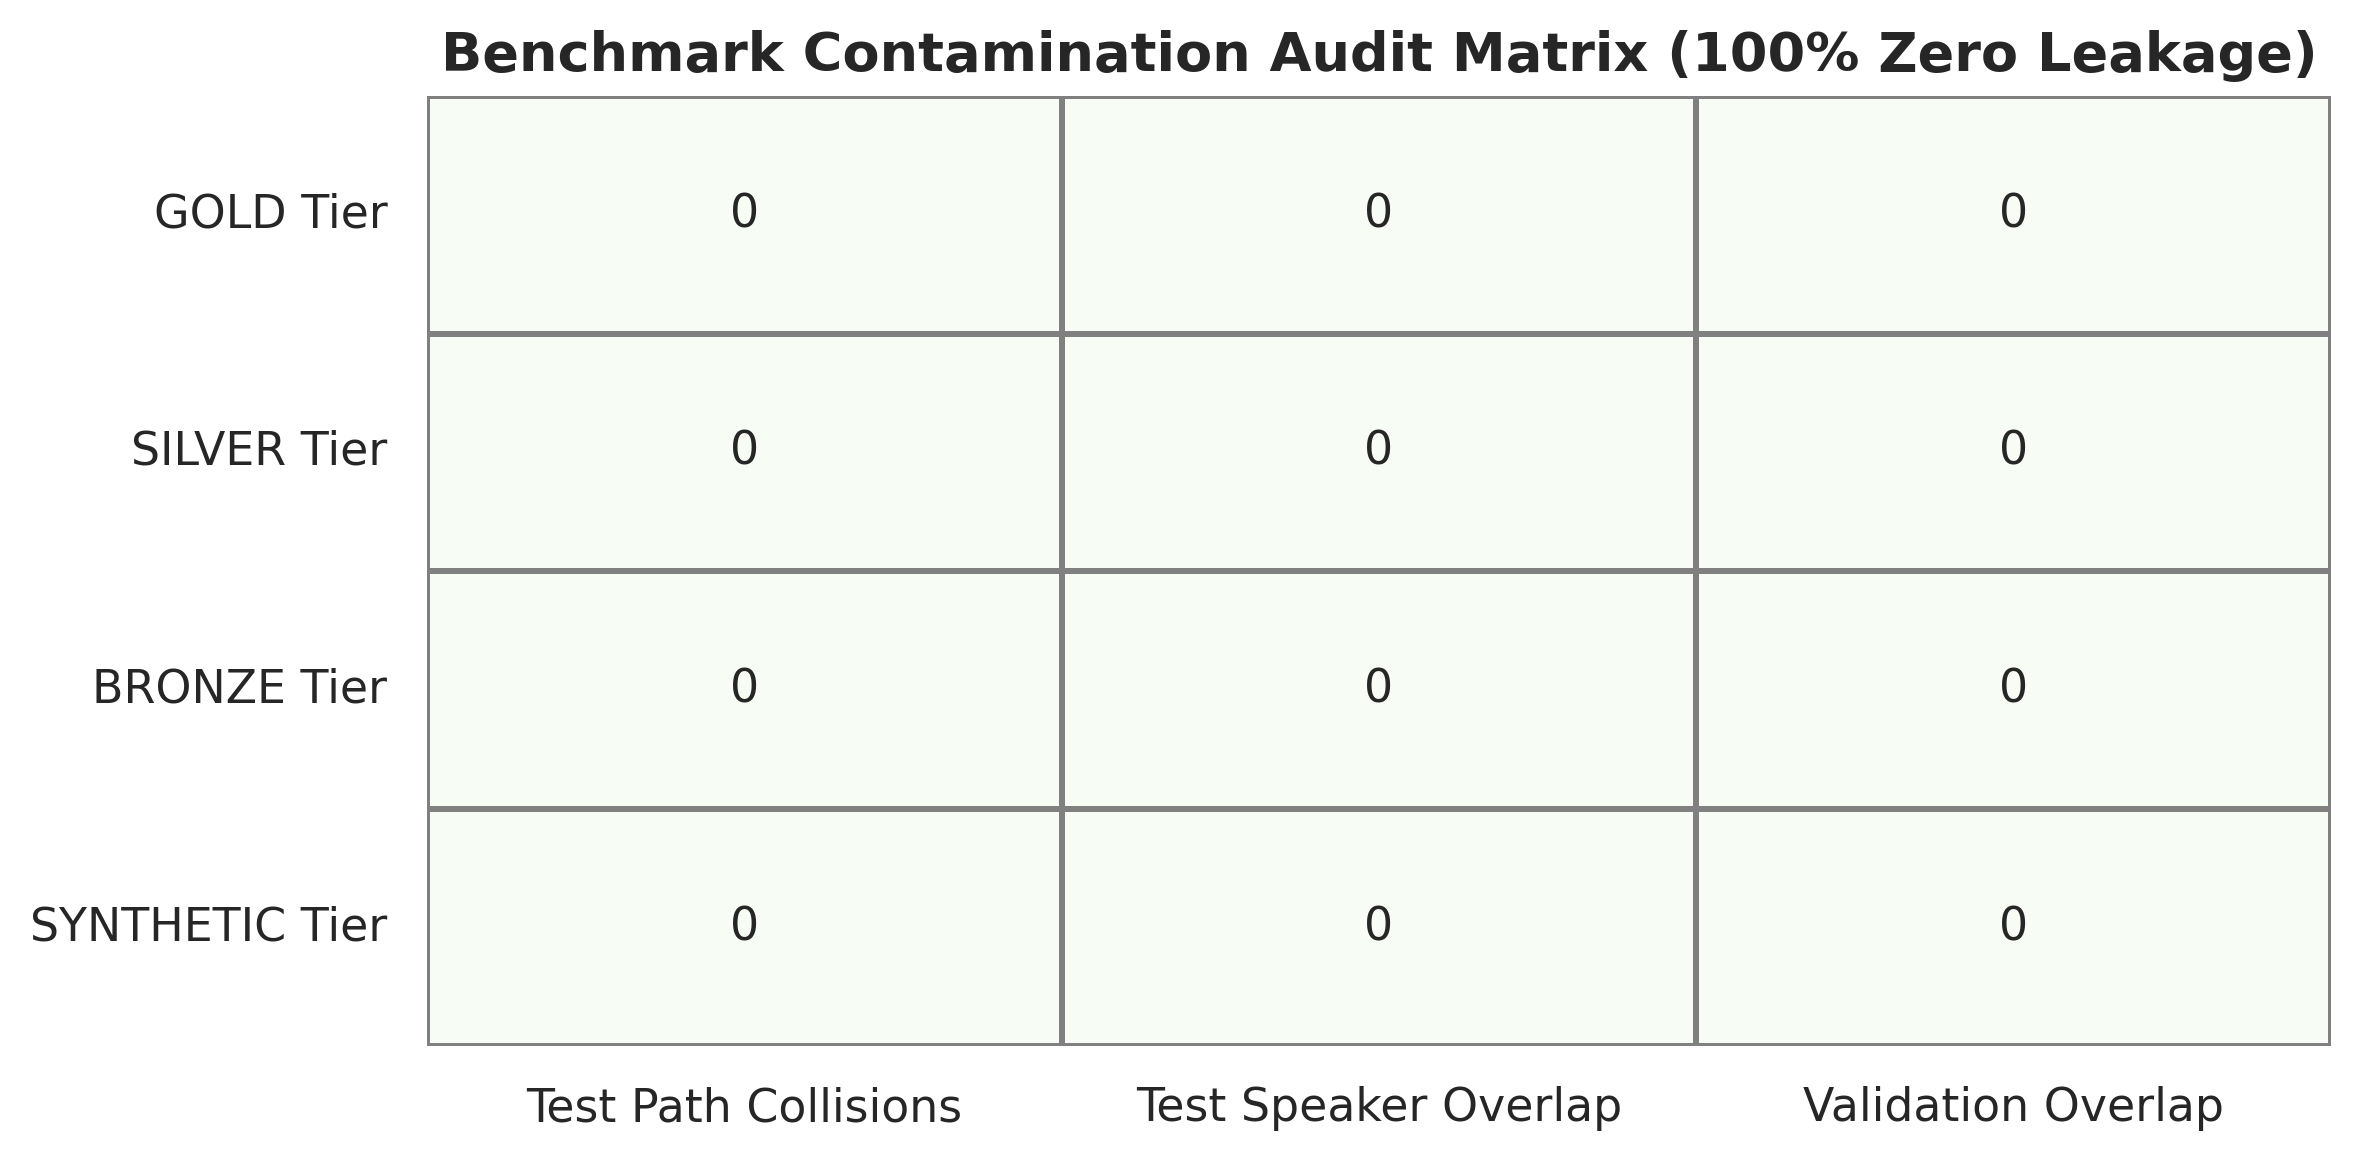 Benchmark Contamination Audit Matrix (100% Zero Leakage)
GOLD Tier 0 0 0
SILVER Tier 0 0 0
BRONZE Tier 0 0 0
SYNTHETIC Tier 0 0 0
Test Path Collisions Test Speaker Overlap Validation Overlap